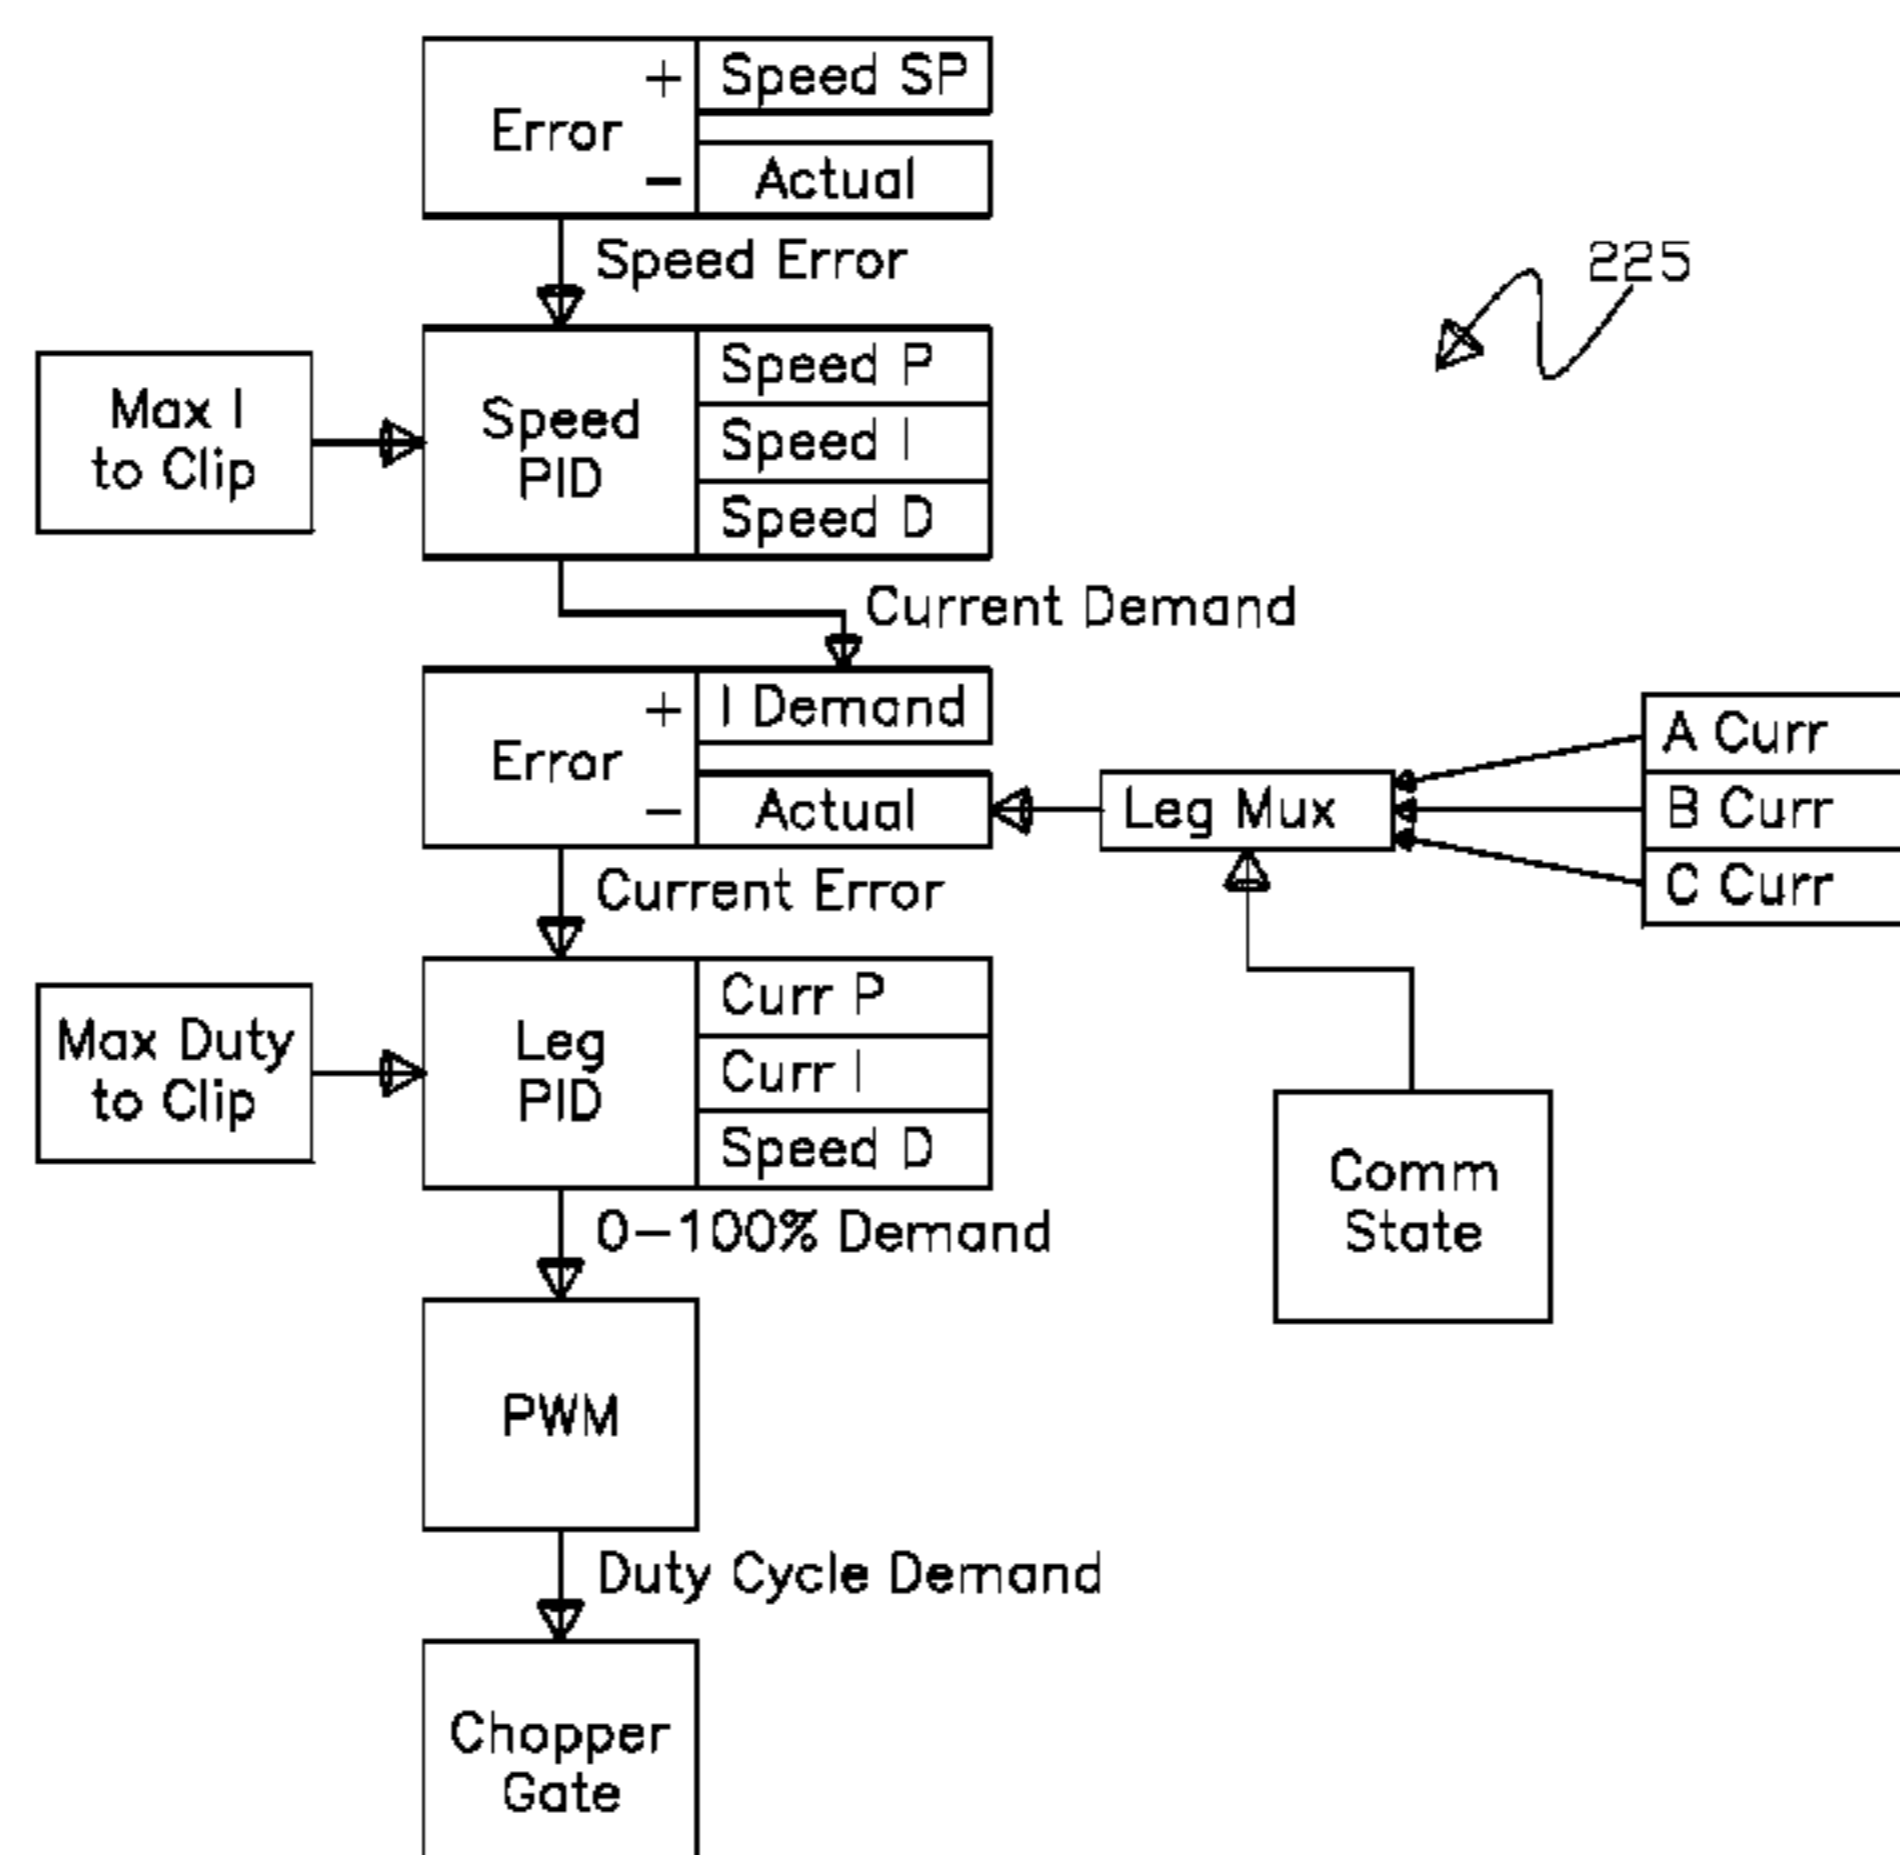 Error
+ Speed SP
- Actual
Speed Error
225
Max I
to Clip
Speed
PID
Speed P
Speed I
Speed D
Current Demand
Error
+ I Demand
- Actual
Leg Mux
A Curr
B Curr
C Curr
Current Error
Max Duty
to Clip
Leg
PID
Curr P
Curr I
Speed D
Comm
State
0-100% Demand
PWM
Duty Cycle Demand
Chopper
Gate